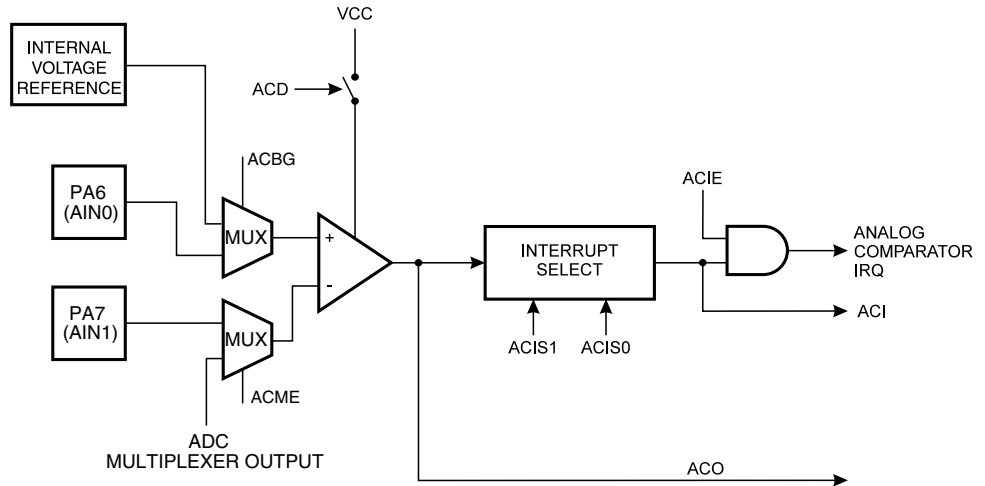 VCC
INTERNAL
VOLTAGE
REFERENCE
ACD
ACBG
PA6
(AIN0)
MUX
+
-
ACIE
INTERRUPT
SELECT
ANALOG
COMPARATOR
IRQ
PA7
(AIN1)
MUX
ACI
ACIS1
ACIS0
ACME
ADC
MULTIPLEXER OUTPUT
ACO